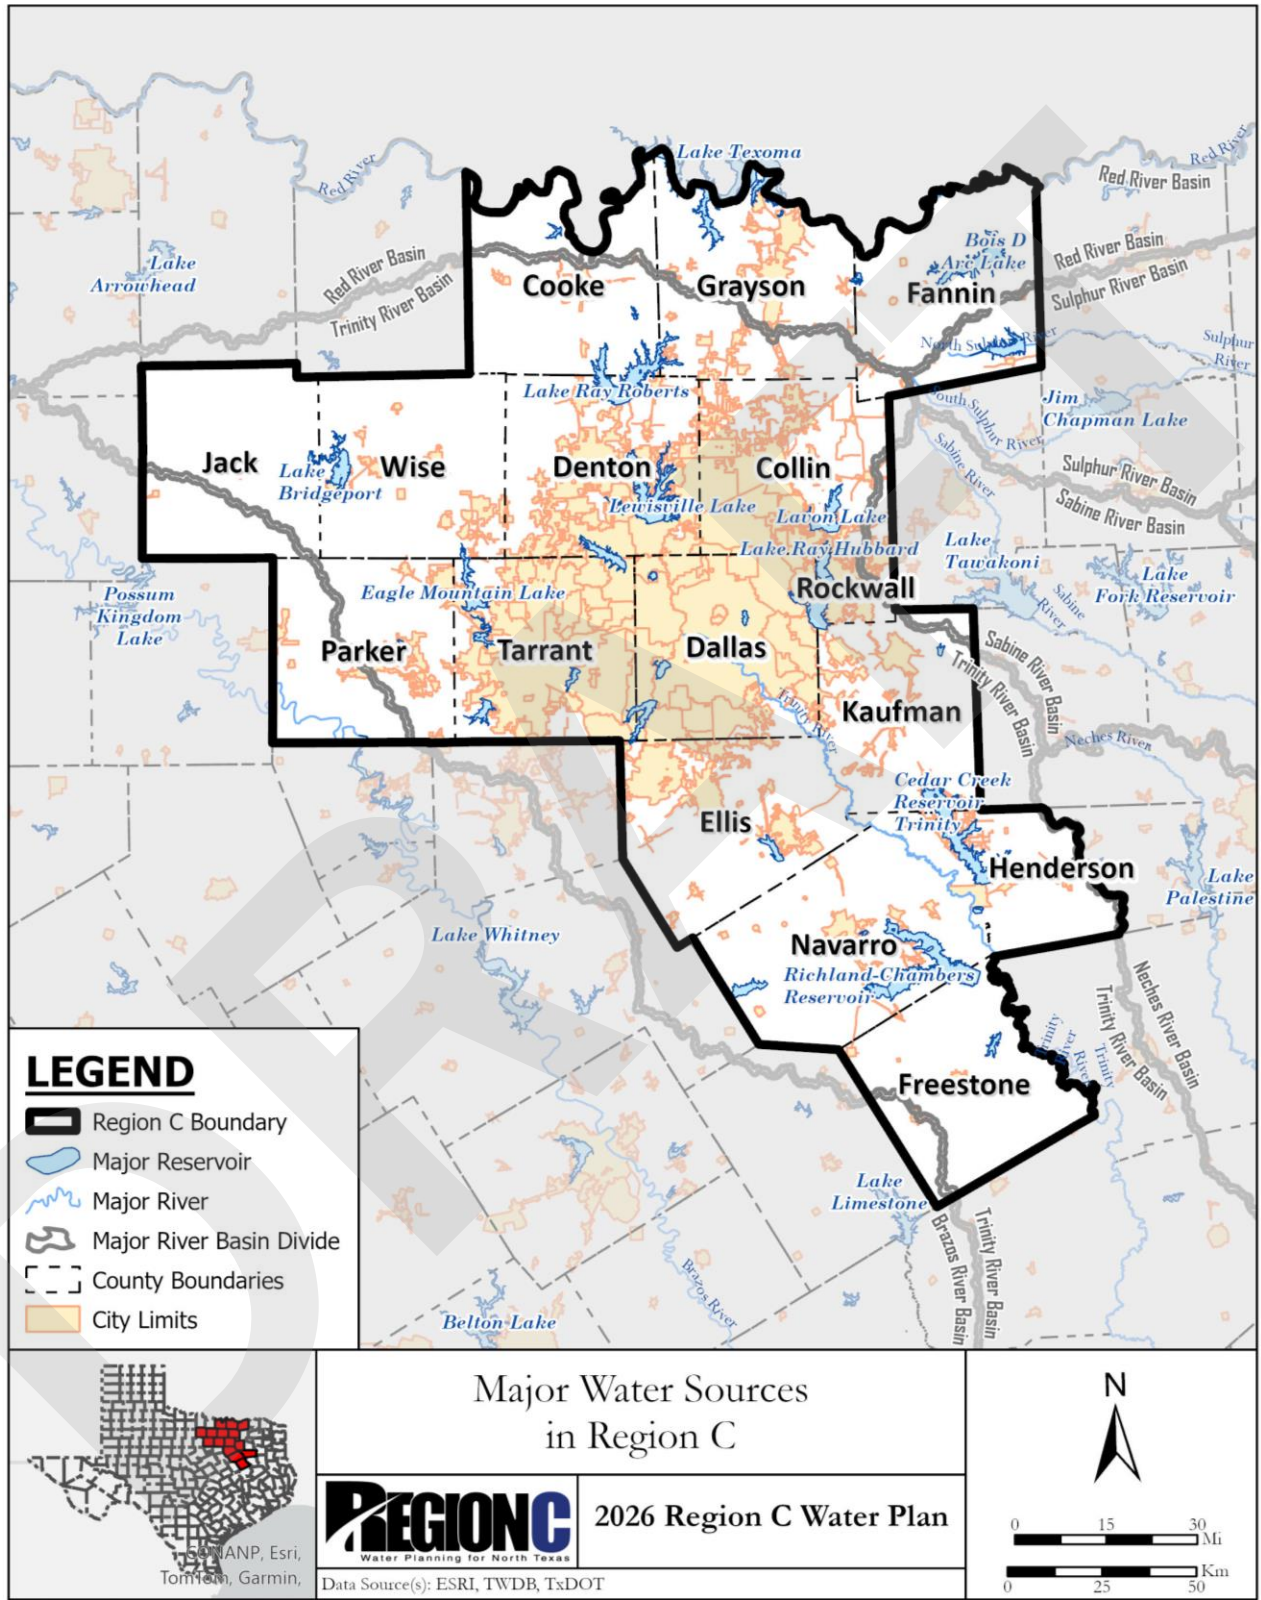 DRAFT
Lake Texoma
Red River
Red River
Red River Basin
Lake
Arrowhead
Red River Basin
Trinity River Basin
Bois D
Arc Lake
Red River Basin
Sulphur River Basin
Cooke
Grayson
Fannin
North Sulphur River
Sulphur
River
Lake Ray Roberts
South Sulphur River
Jim
Chapman Lake
Jack
Lake
Bridgeport
Wise
Denton
Collin
Sabine River
Sulphur River Basin
Sabine River Basin
Lewisville Lake
Lavon Lake
Lake Ray Hubbard
Lake
Tawakoni
Possum
Kingdom
Lake
Eagle Mountain Lake
Rockwall
Sabine
River
Lake
Fork Reservoir
Parker
Tarrant
Dallas
Sabine River Basin
Trinity River Basin
Trinity River
Kaufman
Neches River
Cedar Creek
Reservoir
Trinity
Ellis
Henderson
Lake
Palestine
Lake Whitney
Navarro
Richland-Chambers
Reservoir
Neches River Basin
Trinity River Basin
Trinity
River
Trinity
River
Freestone
Lake
Limestone
Brazos River Basin
Trinity River Basin
Brazos River
Belton Lake
LEGEND
Region C Boundary
Major Reservoir
Major River
Major River Basin Divide
County Boundaries
City Limits
CONANP, Esri,
TomTom, Garmin,
Major Water Sources
in Region C
REGION C
Water Planning for North Texas
2026 Region C Water Plan
Data Source(s): ESRI, TWDB, TxDOT
N
0 15 30
Mi
Km
0 25 50